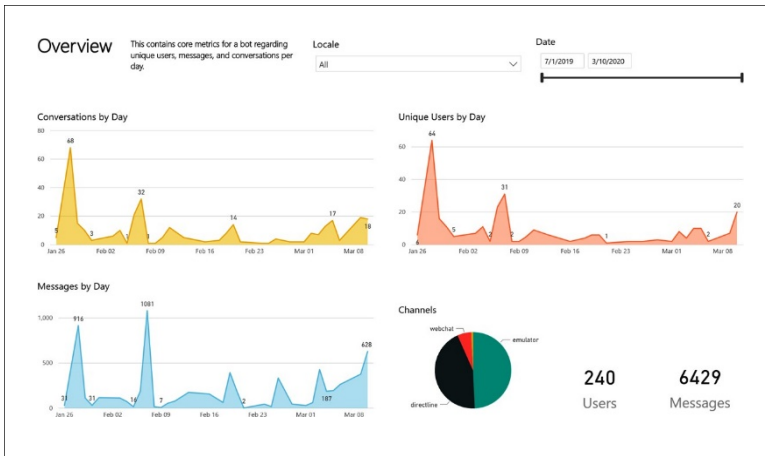 Overview
This contains core metrics for a bot regarding
unique users, messages, and conversations per
day.
Locale
All
Date
7/1/2019 3/10/2020
Conversations by Day
80
60
40
20
0
68
32
14
17
18
5
3
1
3
Jan 26 Feb 02 Feb 09 Feb 16 Feb 23 Mar 01 Mar 08
Unique Users by Day
60
40
20
0
64
31
20
6
5
2
2
1
2
Jan 26 Feb 02 Feb 09 Feb 16 Feb 23 Mar 01 Mar 08
Messages by Day
1,000
500
0
916
1081
628
31
31
16
7
2
187
Jan 26 Feb 02 Feb 09 Feb 16 Feb 23 Mar 01 Mar 08
Channels
webchat
emulator
directline
240
Users
6429
Messages